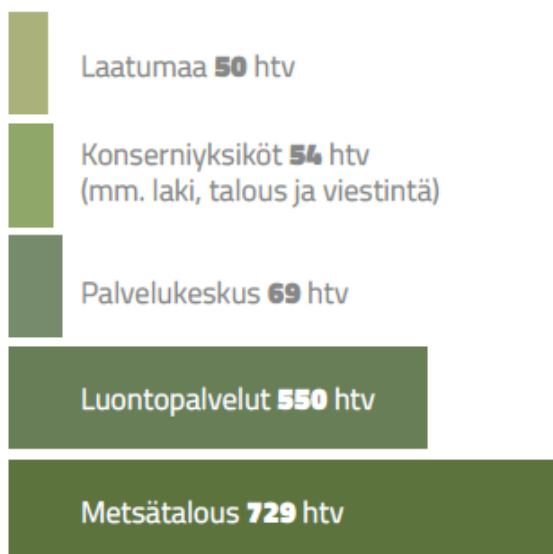 Laatumaa 50 htv
Konserniyksiköt 54 htv
(mm. laki, talous ja viestintä)
Palvelukeskus 69 htv
Luontopalvelut 550 htv
Metsätalous 729 htv